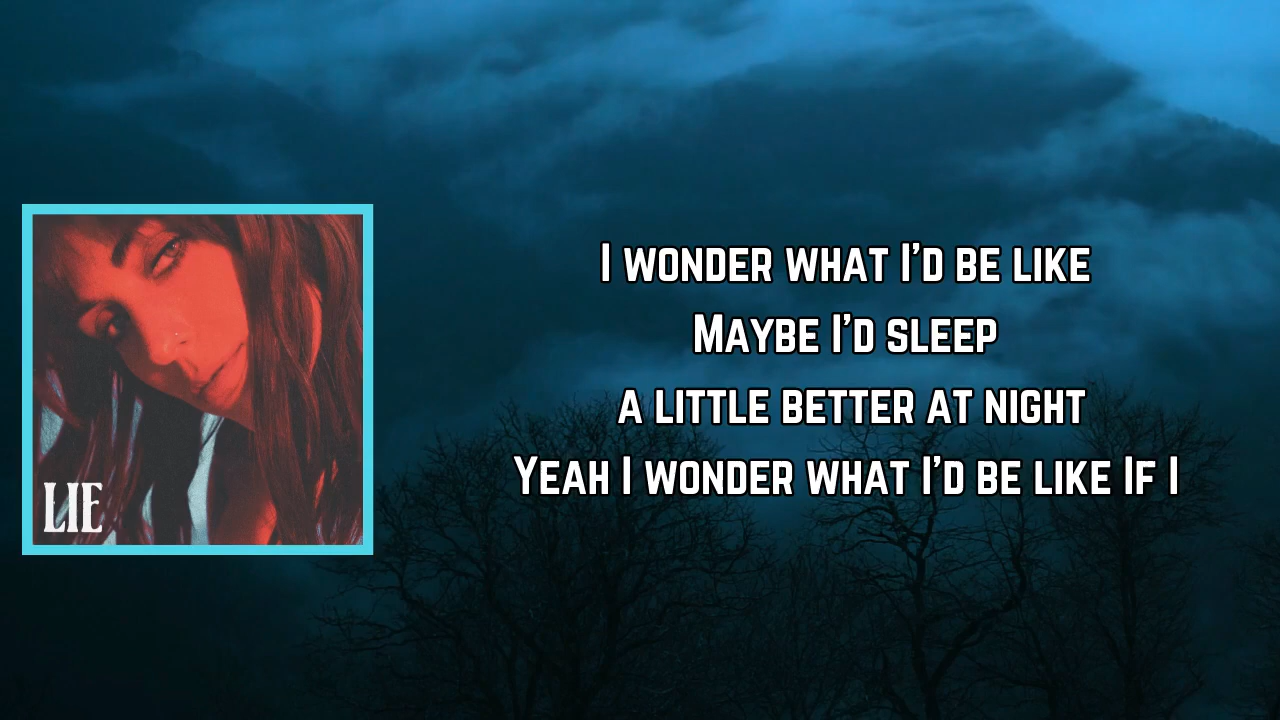 LIE
I WONDER WHAT I'D BE LIKE
MAYBE I'D SLEEP
A LITTLE BETTER AT NIGHT
YEAH I WONDER WHAT I'D BE LIKE IF I